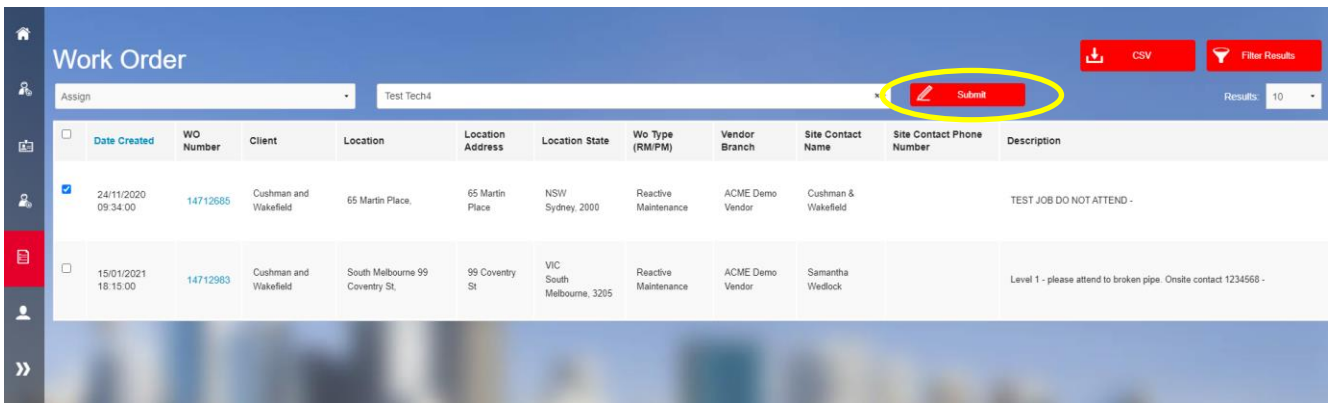 Work Order
CSV
Filter Results
Assign
Test Tech4
×
Submit
Results: 10
Date Created
WO
Number
Client
Location
Location
Address
Location State
Wo Type
(RM/PM)
Vendor
Branch
Site Contact
Name
Site Contact Phone
Number
Description
24/11/2020
09:34:00
14712685
Cushman and
Wakefield
65 Martin Place,
65 Martin
Place
NSW
Sydney, 2000
Reactive
Maintenance
ACME Demo
Vendor
Cushman &
Wakefield
TEST JOB DO NOT ATTEND -
15/01/2021
18:15:00
14712983
Cushman and
Wakefield
South Melbourne 99
Coventry St,
99 Coventry
St
VIC
South
Melbourne, 3205
Reactive
Maintenance
ACME Demo
Vendor
Samantha
Wedlock
Level 1 - please attend to broken pipe. Onsite contact 1234568 -